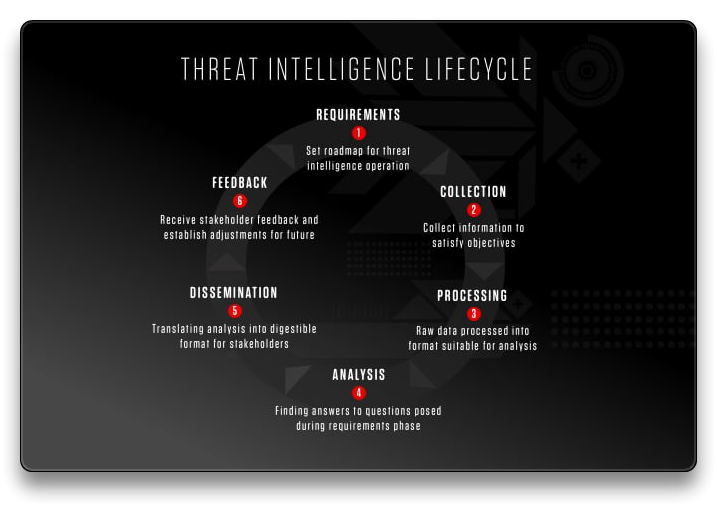 THREAT INTELLIGENCE LIFECYCLE
REQUIREMENTS
1
Set roadmap for threat
intelligence operation
COLLECTION
2
Collect information to
satisfy objectives
PROCESSING
3
Raw data processed into
format suitable for analysis
ANALYSIS
4
Finding answers to questions posed
during requirements phase
DISSEMINATION
5
Translating analysis into digestible
format for stakeholders
FEEDBACK
6
Receive stakeholder feedback and
establish adjustments for future